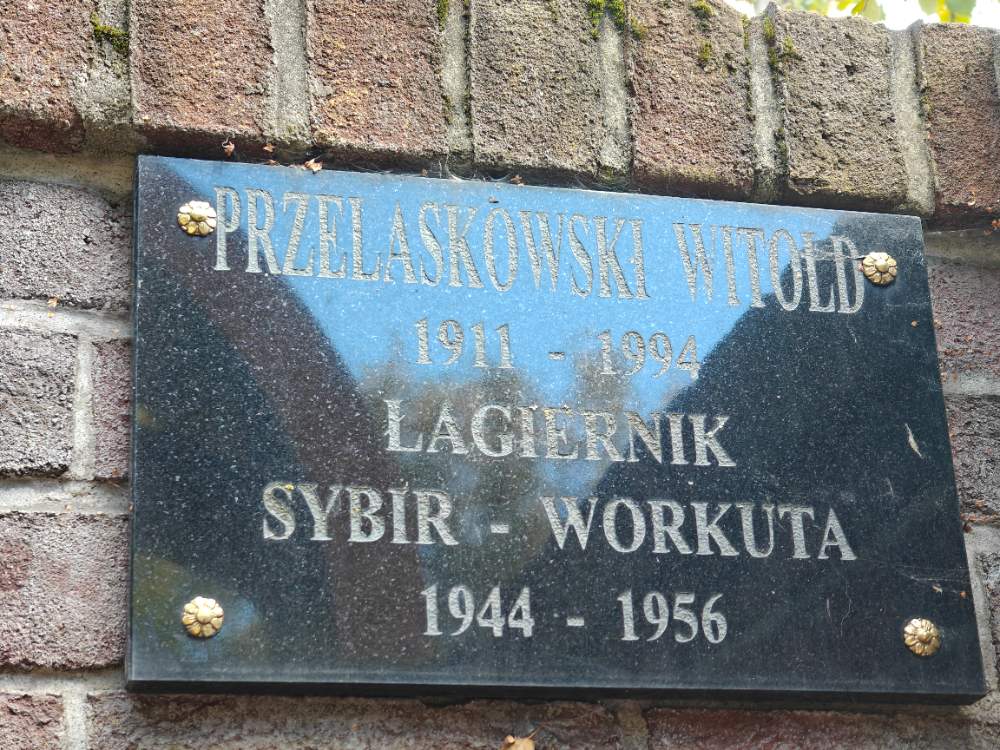 PRZELASKOWSKI WITOLD
1911 - 1994
ŁAGIERNIK
SYBIR - WORKUTA
1944 - 1956